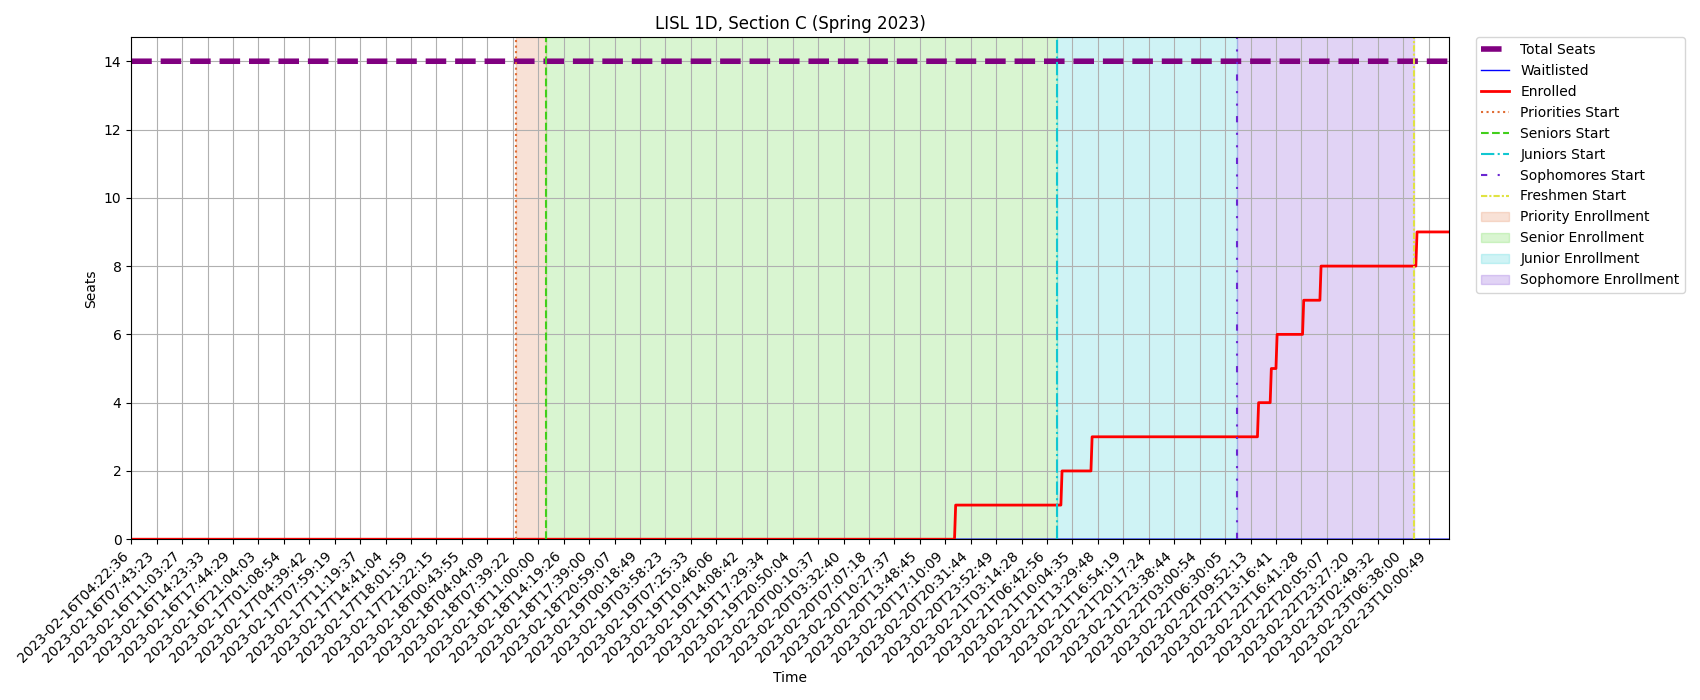 LISL 1D, Section C (Spring 2023)
14
12
10
8
6
4
2
0
Seats
2023-02-16T04:22:36
2023-02-16T07:43:23
2023-02-16T11:03:27
2023-02-16T14:23:33
2023-02-16T17:44:29
2023-02-16T21:04:03
2023-02-17T01:08:54
2023-02-17T04:39:42
2023-02-17T07:59:19
2023-02-17T11:19:37
2023-02-17T14:41:04
2023-02-17T18:01:59
2023-02-17T21:22:15
2023-02-18T00:43:55
2023-02-18T04:04:09
2023-02-18T07:39:22
2023-02-18T11:00:00
2023-02-18T14:19:26
2023-02-18T17:39:00
2023-02-18T20:59:07
2023-02-19T00:18:49
2023-02-19T03:58:23
2023-02-19T07:25:33
2023-02-19T10:46:06
2023-02-19T14:08:42
2023-02-19T17:29:34
2023-02-19T20:50:04
2023-02-20T00:10:37
2023-02-20T03:32:40
2023-02-20T07:07:18
2023-02-20T10:27:37
2023-02-20T13:48:45
2023-02-20T17:10:09
2023-02-20T20:31:44
2023-02-20T23:52:49
2023-02-21T03:14:28
2023-02-21T06:42:56
2023-02-21T10:04:35
2023-02-21T13:29:48
2023-02-21T16:54:19
2023-02-21T20:17:24
2023-02-21T23:38:44
2023-02-22T03:00:54
2023-02-22T06:30:05
2023-02-22T09:52:13
2023-02-22T13:16:41
2023-02-22T16:41:28
2023-02-22T20:05:07
2023-02-22T23:27:20
2023-02-23T02:49:32
2023-02-23T06:38:00
2023-02-23T10:00:49
Time
Total Seats
Waitlisted
Enrolled
Priorities Start
Seniors Start
Juniors Start
Sophomores Start
Freshmen Start
Priority Enrollment
Senior Enrollment
Junior Enrollment
Sophomore Enrollment